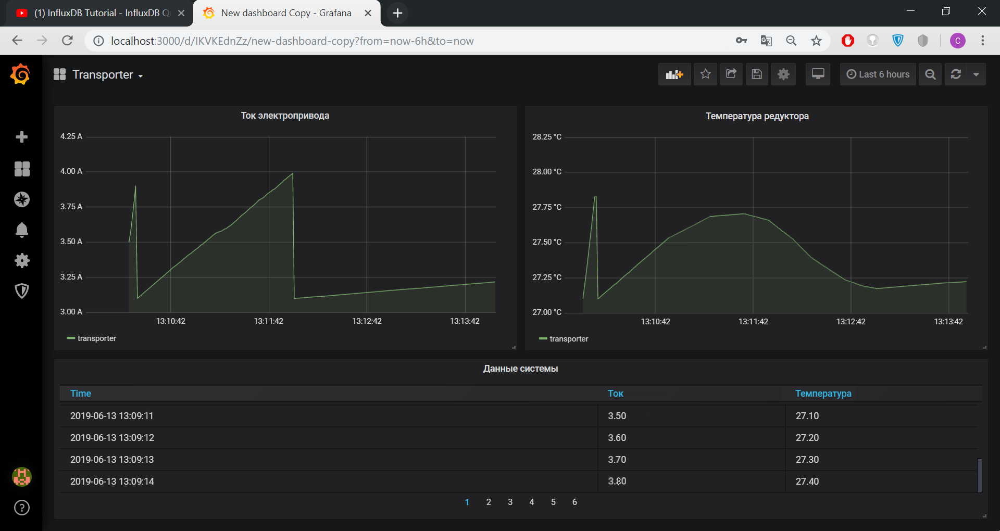 (1) InfluxDB Tutorial - InfluxDB Q
New dashboard Copy - Grafana
localhost:3000/d/IKVKEdnZz/new-dashboard-copy?from=now-6h&to=now
C
Transporter
Last 6 hours
Ток электропривода
4.25 A
4.00 A
3.75 A
3.50 A
3.25 A
3.00 A
13:10:42 13:11:42 13:12:42 13:13:42
transporter
Температура редуктора
28.25 °C
28.00 °C
27.75 °C
27.50 °C
27.25 °C
27.00 °C
13:10:42 13:11:42 13:12:42 13:13:42
transporter
Данные системы
Time Ток Температура
2019-06-13 13:09:11 3.50 27.10
2019-06-13 13:09:12 3.60 27.20
2019-06-13 13:09:13 3.70 27.30
2019-06-13 13:09:14 3.80 27.40
1 2 3 4 5 6